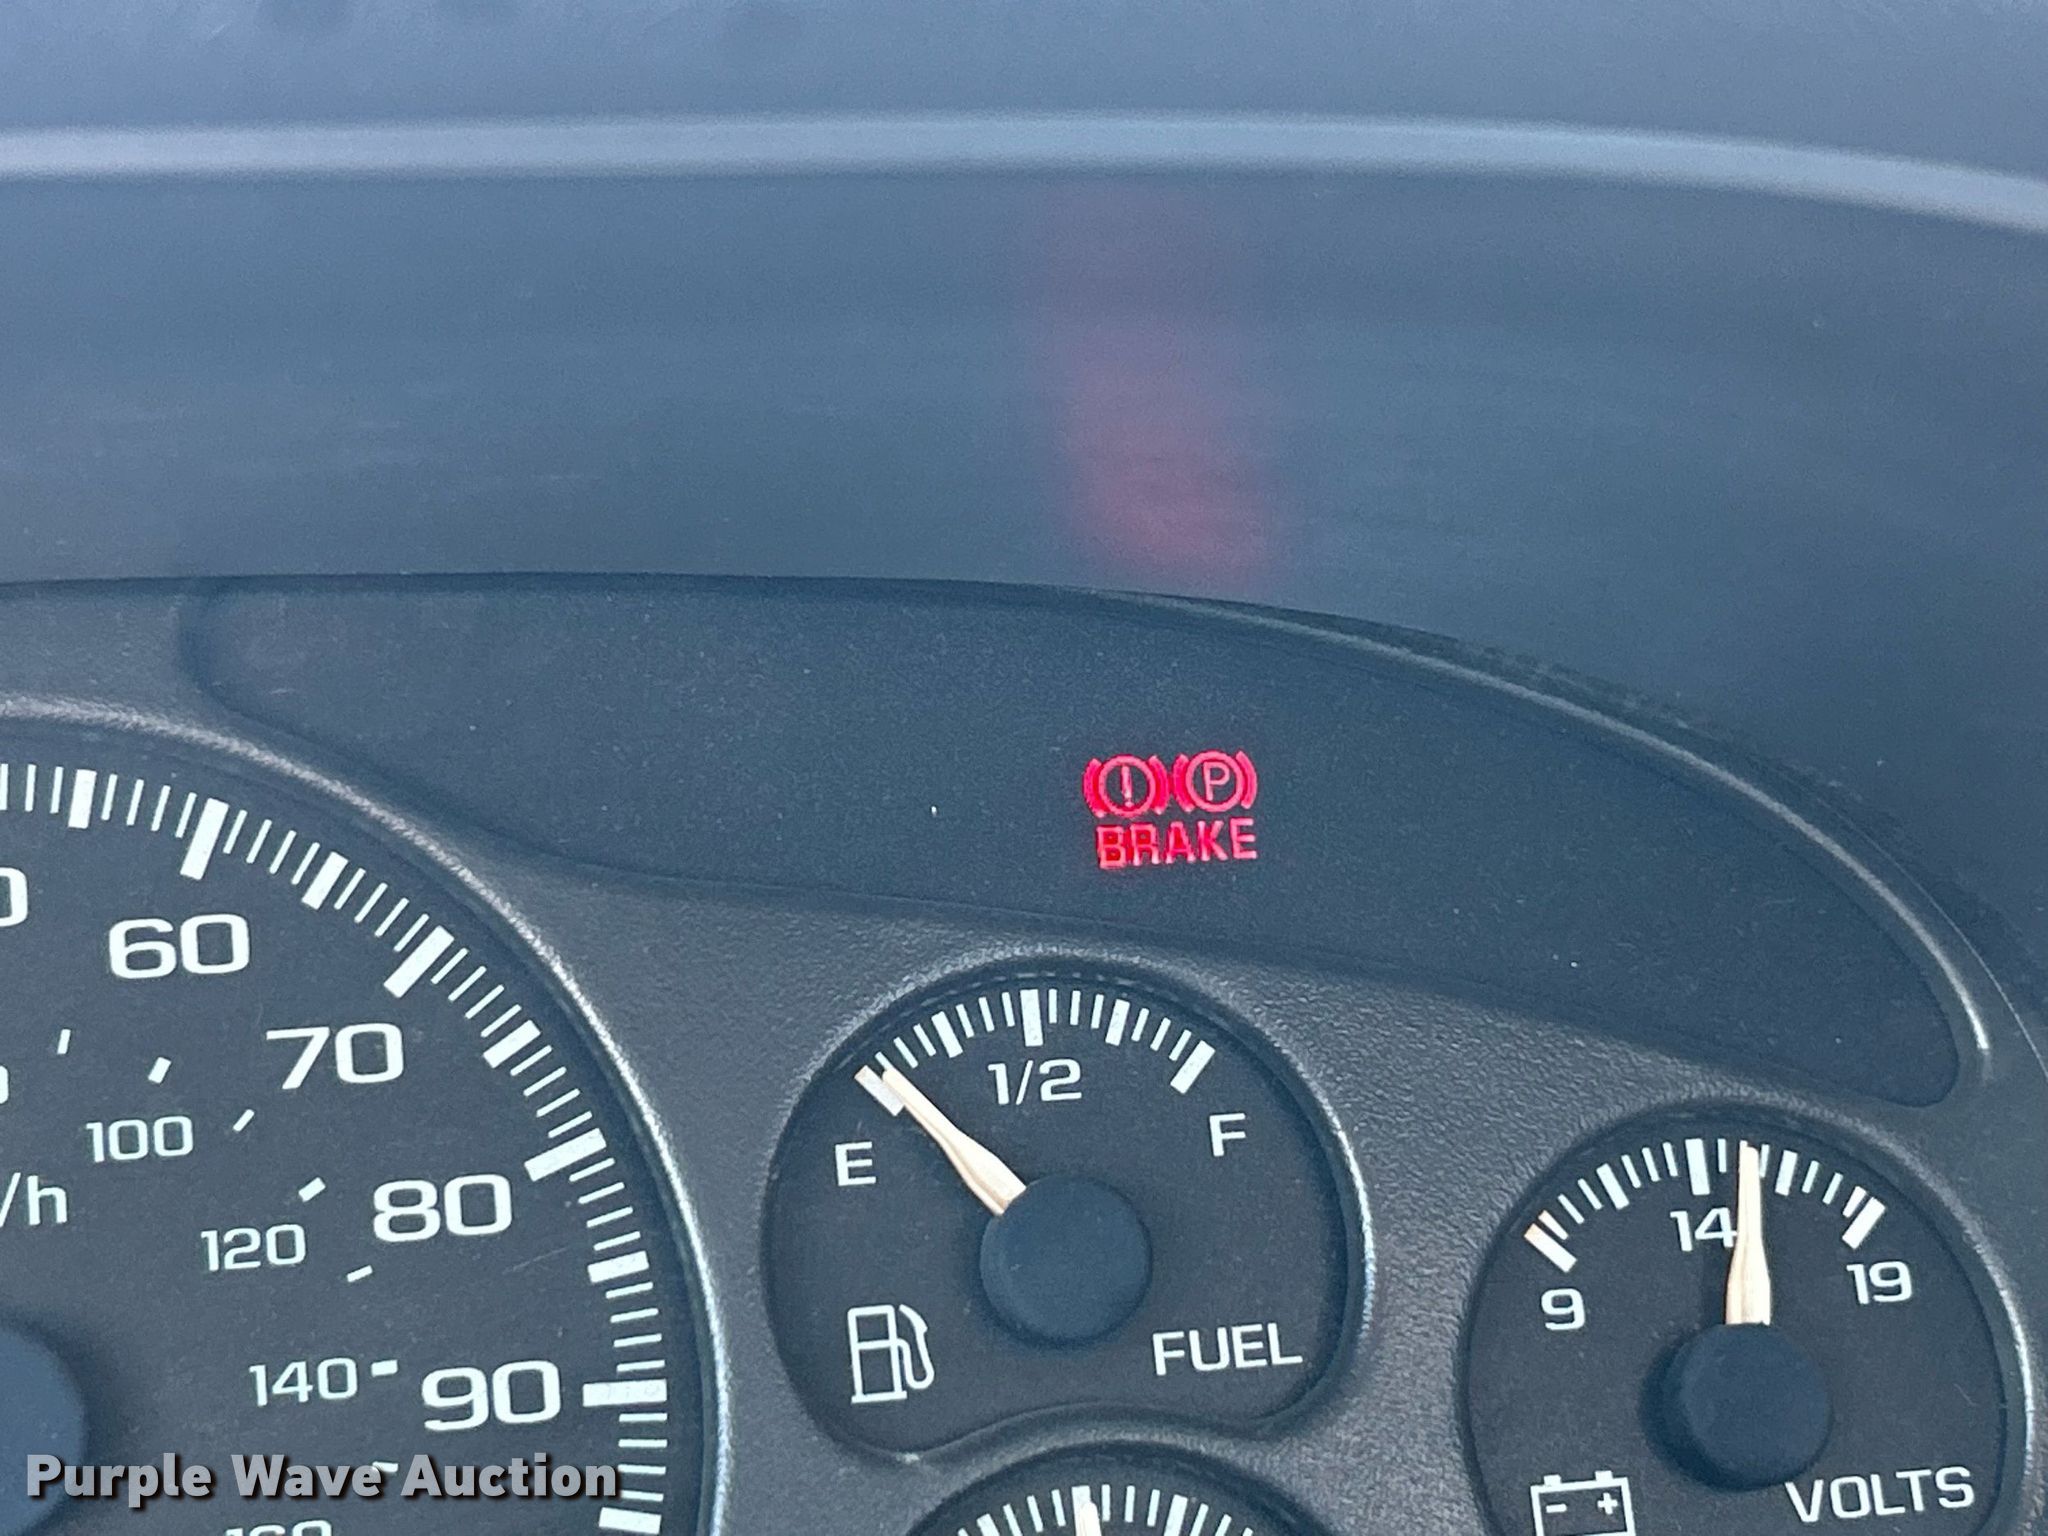 BRAKE
60
70
80
90
100
120
140
/h
1/2
E
F
FUEL
14
9
19
VOLTS
Purple Wave Auction